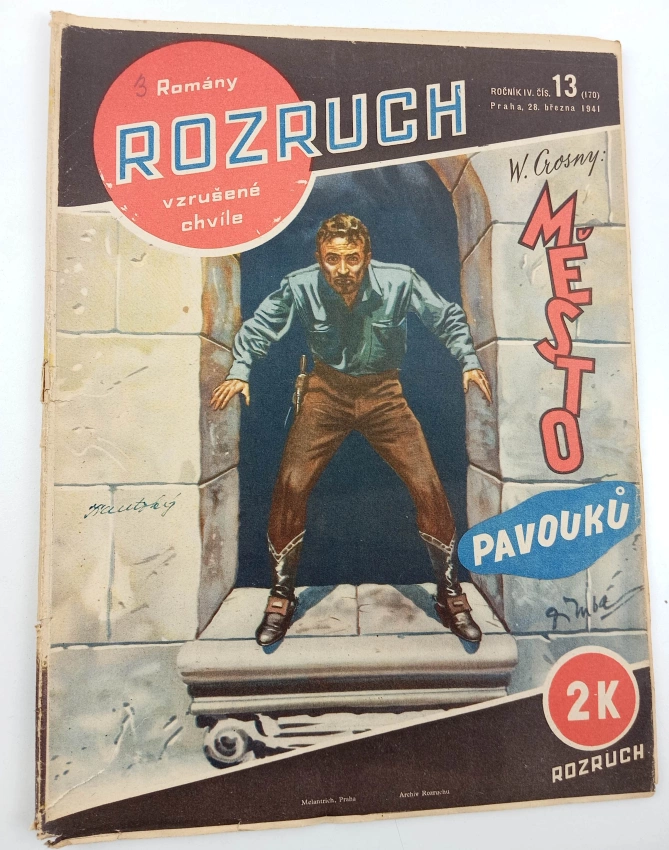 3
Romány
ROZRUCH
vzrušené
chvíle
ROČNÍK IV. ČÍS. 13 (170)
Praha, 28. března 1941
W. Crosny:
MĚSTO
PAVOUKŮ
2K
ROZRUCH
Melantrich, Praha
Archiv Rozruchu